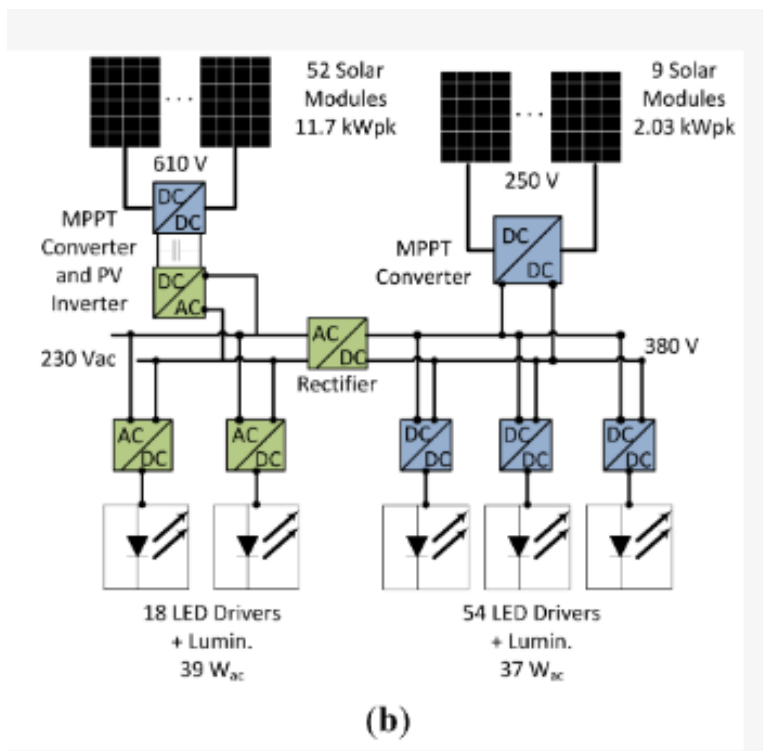 52 Solar
Modules
11.7 kWpk
9 Solar
Modules
2.03 kWpk
610 V
250 V
DC
DC
MPPT
Converter
and PV
Inverter
DC
AC
MPPT
Converter
DC
DC
230 Vac
AC
DC
Rectifier
380 V
AC
DC
AC
DC
DC
DC
DC
DC
DC
DC
18 LED Drivers
+ Lumin.
39 Wac
54 LED Drivers
+ Lumin.
37 Wac
(b)